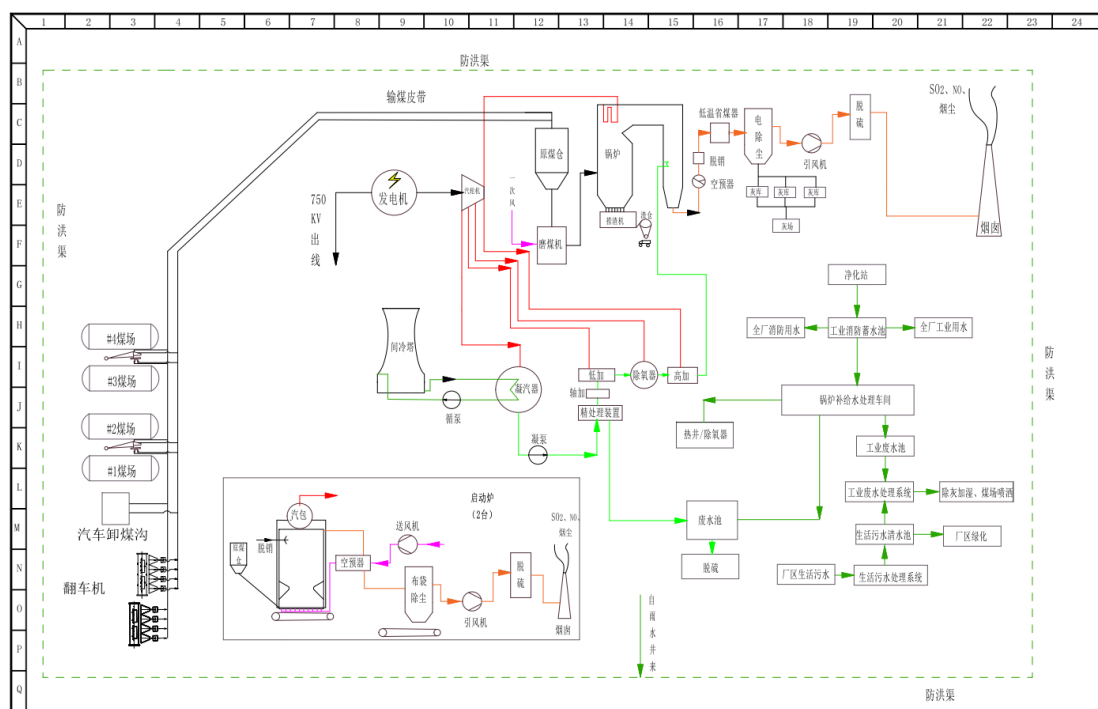 1 2 3 4 5 6 7 8 9 10 11 12 13 14 15 16 17 18 19 20 21 22 23 24
A
B
C
D
E
F
G
H
I
J
K
L
M
N
O
P
Q
防洪渠
防洪渠
防洪渠
防洪渠
输煤皮带
原煤仓
磨煤机
一次风
锅炉
捞渣机
渣仓
汽轮机
发电机
750
KV
出
线
低温省煤器
脱销
空预器
电除尘
灰库
灰库
灰库
灰场
引风机
脱硫
SO2、NO、
烟尘
烟囱
#4煤场
#3煤场
#2煤场
#1煤场
汽车卸煤沟
翻车机
间冷塔
循泵
凝汽器
凝泵
低加
轴加
精处理装置
除氧器
高加
净化站
全厂消防用水
工业消防蓄水池
全厂工业用水
锅炉补给水处理车间
热井/除氧器
工业废水池
工业废水处理系统
除灰加湿、煤场喷洒
生活污水清水池
厂区绿化
厂区生活污水
生活污水处理系统
废水池
脱硫
启动炉
(2台)
汽包
脱销
原煤仓
空预器
送风机
布袋
除尘
引风机
脱硫
SO2、NO、
烟尘
烟囱
自雨水井来